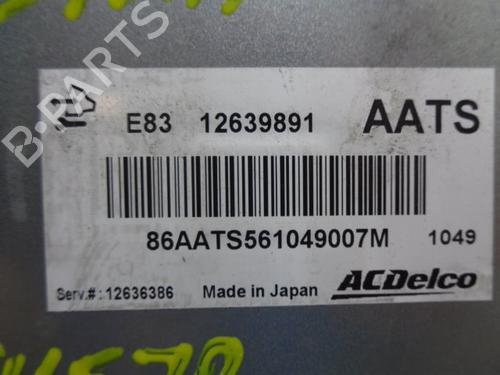 E83 12639891 AATS
86AATS561049007M 1049
Serv.#: 12636386 Made in Japan ACDelco
B-PARTS